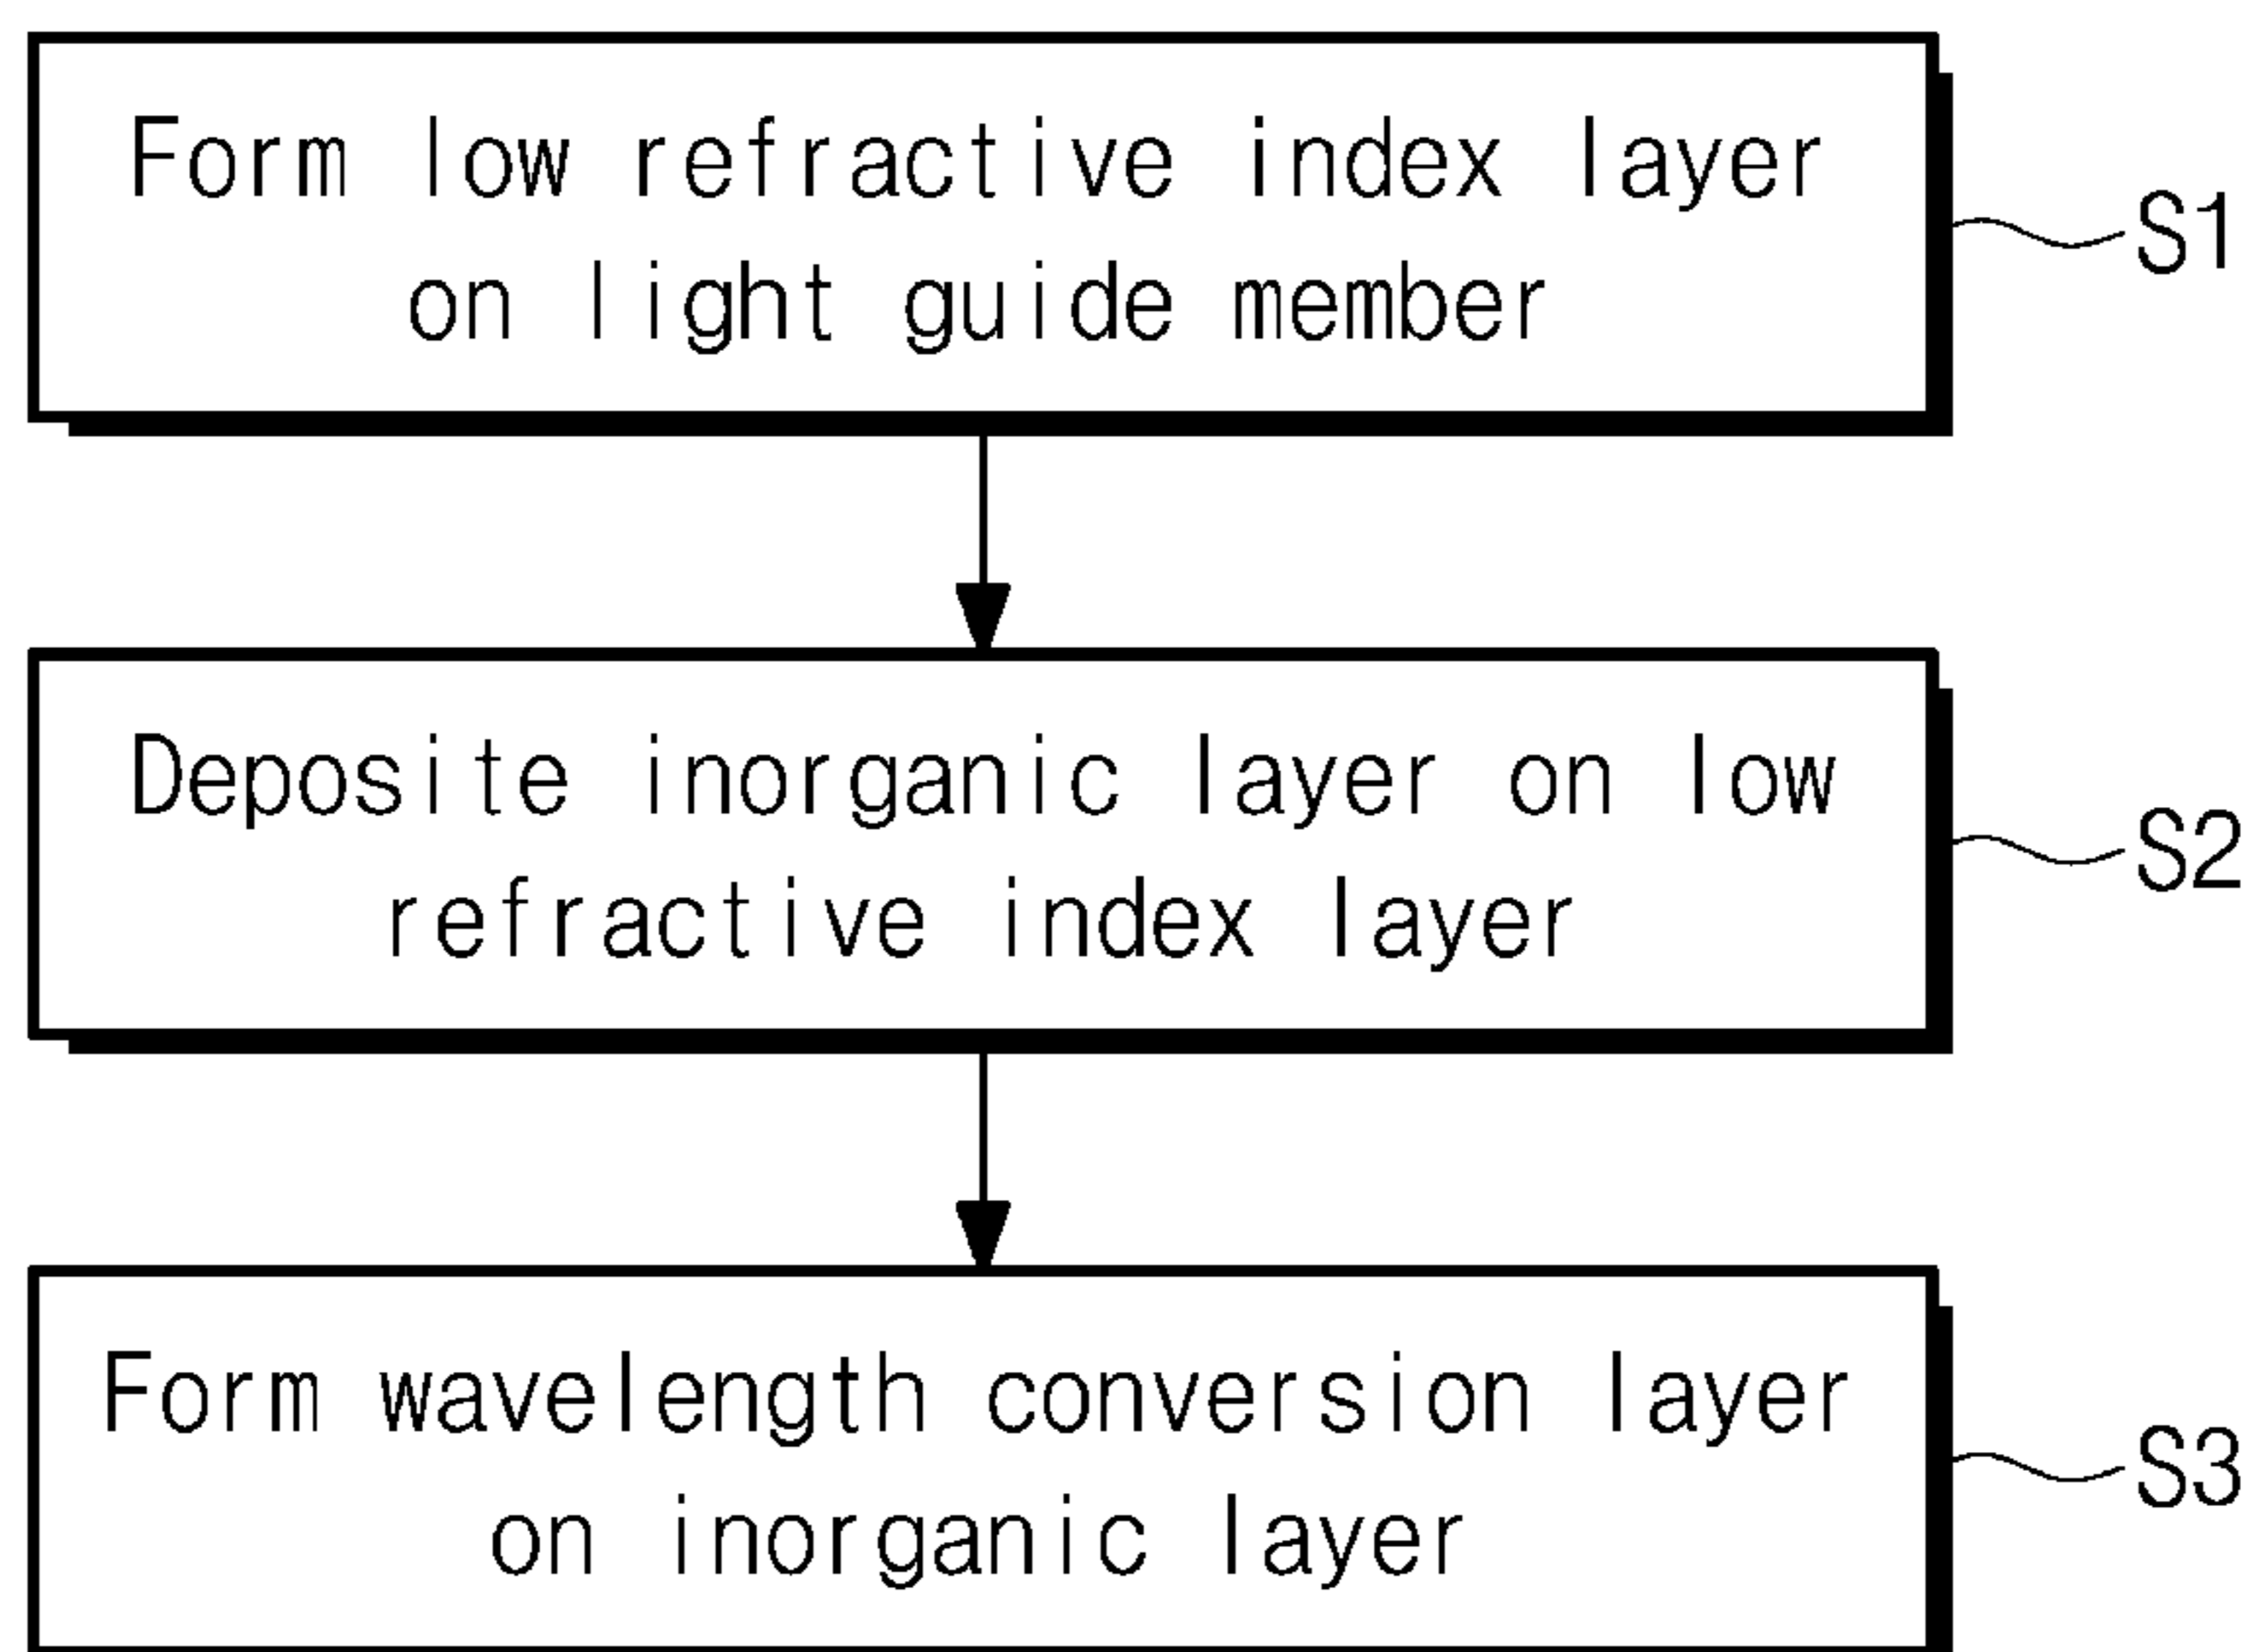 Form low refractive index layer
on light guide member
S1
Deposite inorganic layer on low
refractive index layer
S2
Form wavelength conversion layer
on inorganic layer
S3